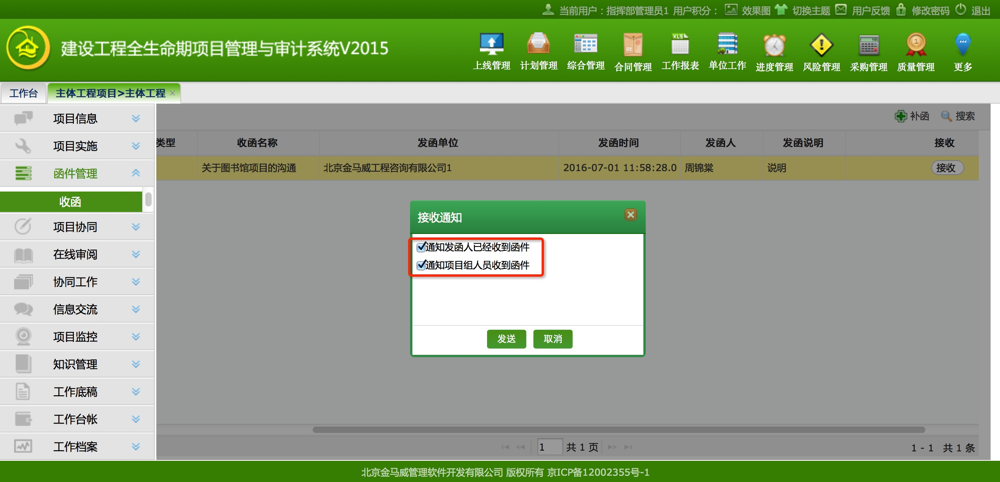 当前用户：指挥部管理员1 用户积分： 效果图 切换主题 用户反馈 修改密码 退出
建设工程全生命期项目管理与审计系统V2015
上线管理 计划管理 综合管理 合同管理 工作报表 单位工作 进度管理 风险管理 采购管理 质量管理 更多
XLS
工作台 主体工程项目>主体工程
项目信息
项目实施
函件管理
收函
项目协同
在线审阅
协同工作
信息交流
项目监控
知识管理
工作底稿
工作台帐
工作档案
补函 搜索
类型 收函名称 发函单位 发函时间 发函人 发函说明 接收
关于图书馆项目的沟通 北京金马威工程咨询有限公司1 2016-07-01 11:58:28.0 周锦棠 说明 接收
接收通知
通知发函人已经收到函件
通知项目组人员收到函件
发送 取消
1 共 1 页
1 - 1 共 1 条
北京金马威管理软件开发有限公司 版权所有 京ICP备12002355号-1